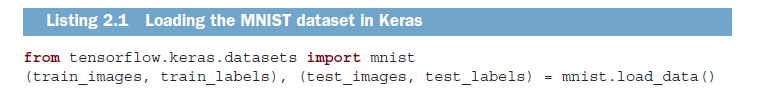 Listing 2.1 Loading the MNIST dataset in Keras
from tensorflow.keras.datasets import mnist
(train_images, train_labels), (test_images, test_labels) = mnist.load_data()